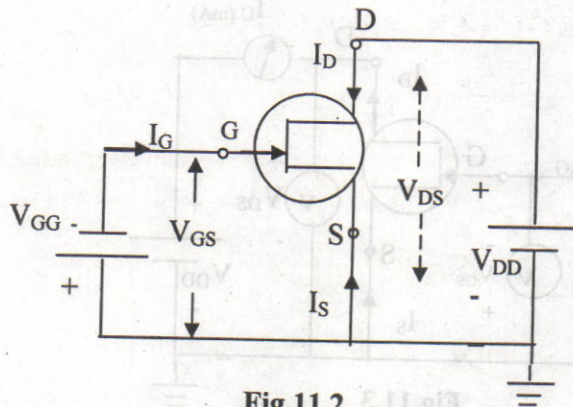 D
I_D
I_G
G
V_GG
-
+
V_GS
V_DS
+
V_DD
-
S
I_S
Fig.11.2